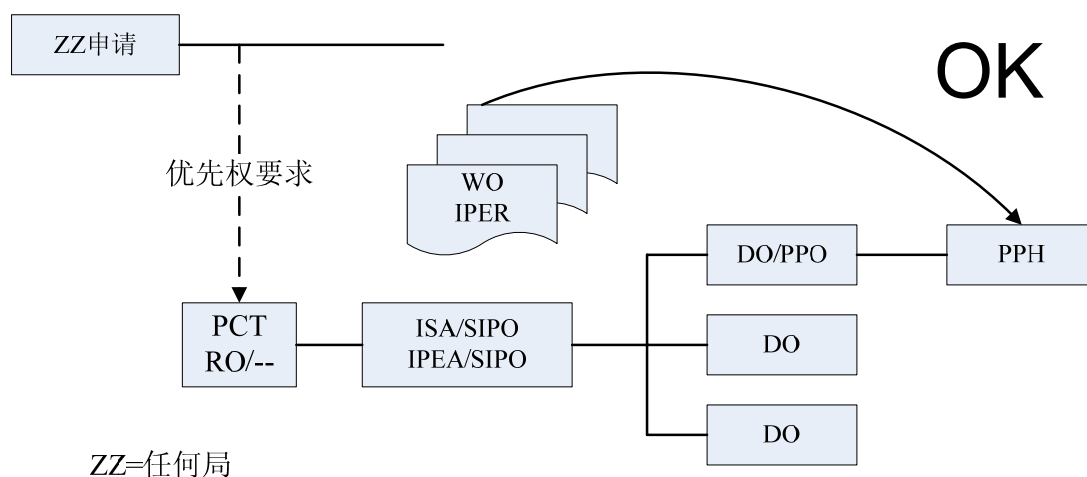 ZZ申请
OK
优先权要求
WO
IPER
DO/PPO
PPH
PCT
RO/--
ISA/SIPO
IPEA/SIPO
DO
DO
ZZ=任何局